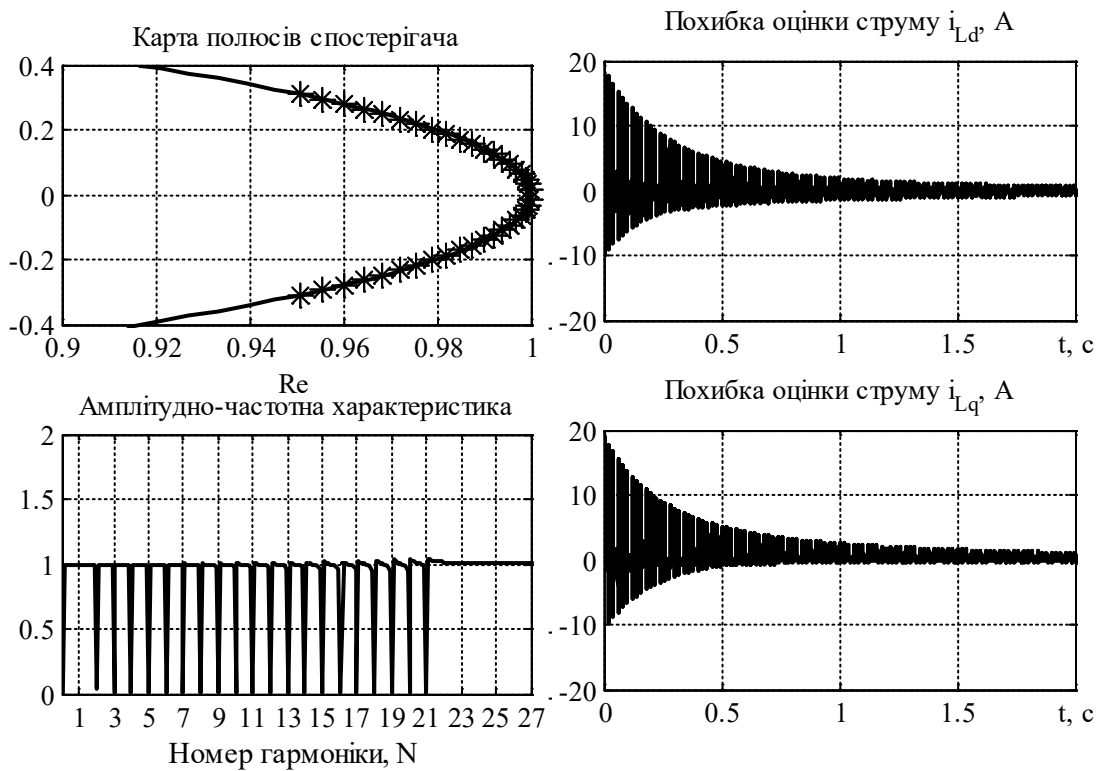 Карта полюсів спостерігача
0.4
0.2
0
-0.2
-0.4
0.9 0.92 0.94 0.96 0.98 1
Re
Похибка оцінки струму i_Ld, А
20
10
0
-10
-20
0 0.5 1 1.5 t, с
Амплітудно-частотна характеристика
2
1.5
1
0.5
0
1 3 5 7 9 11 13 15 17 19 21 23 25 27
Номер гармоніки, N
Похибка оцінки струму i_Lq, А
20
10
0
-10
-20
0 0.5 1 1.5 t, с